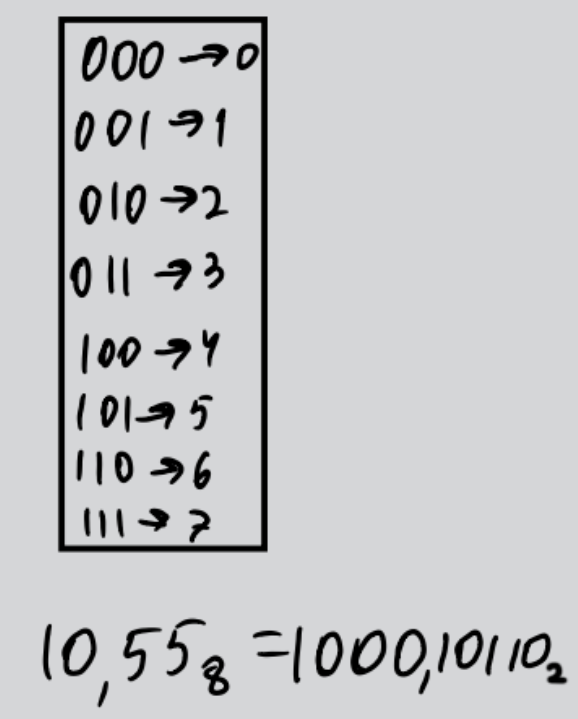 000 → 0
001 → 1
010 → 2
011 → 3
100 → 4
101 → 5
110 → 6
111 → 7
10,55₈ = 1000,10110₂